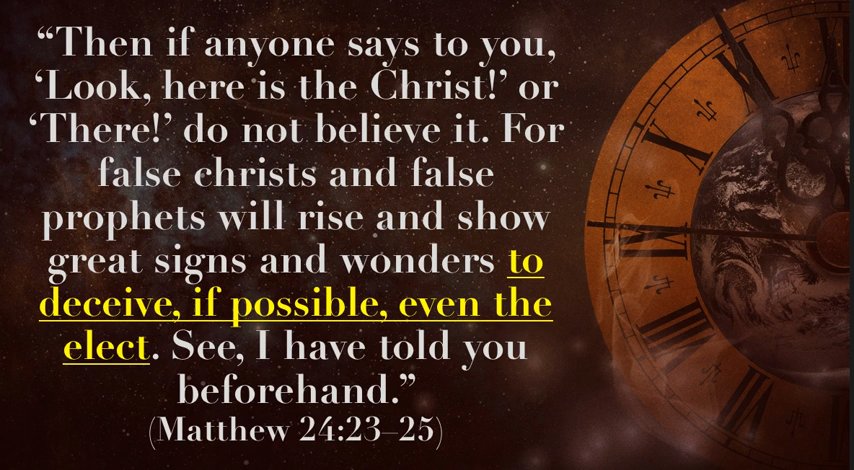 “Then if anyone says to you,
‘Look, here is the Christ!’ or
‘There!’ do not believe it. For
false christs and false
prophets will rise and show
great signs and wonders to
deceive, if possible, even the
elect. See, I have told you
beforehand.”
(Matthew 24:23–25)